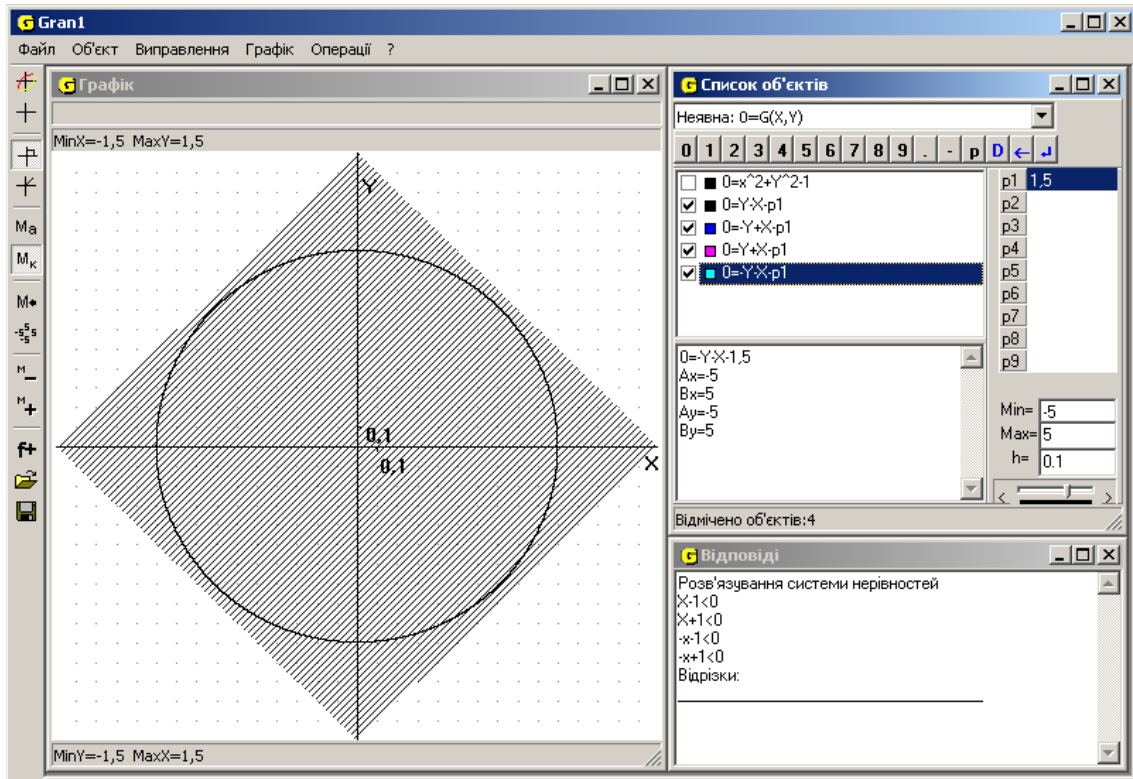 Gran1
Файл Об'єкт Виправлення Графік Операції ?
Графік
MinX=-1,5 MaxY=1,5
Y
0,1
0,1
X
MinY=-1,5 MaxX=1,5
Ma
Mк
M
-5 5 5 5
M
M
f+
Список об'єктів
Неявна: 0=G(X,Y)
0 1 2 3 4 5 6 7 8 9 . - p D
0=x^2+Y^2-1
0=Y-X-p1
0=-Y+X-p1
0=Y+X-p1
0=-Y-X-p1
p1 1,5
p2
p3
p4
p5
p6
p7
p8
p9
0=-Y-X-1,5
Ax=-5
Bx=5
Ay=-5
By=5
Min= -5
Max= 5
h= 0.1
Відмічено об'єктів:4
Відповіді
Розв'язування системи нерівностей
X-1<0
X+1<0
-x-1<0
-x+1<0
Відрізки: